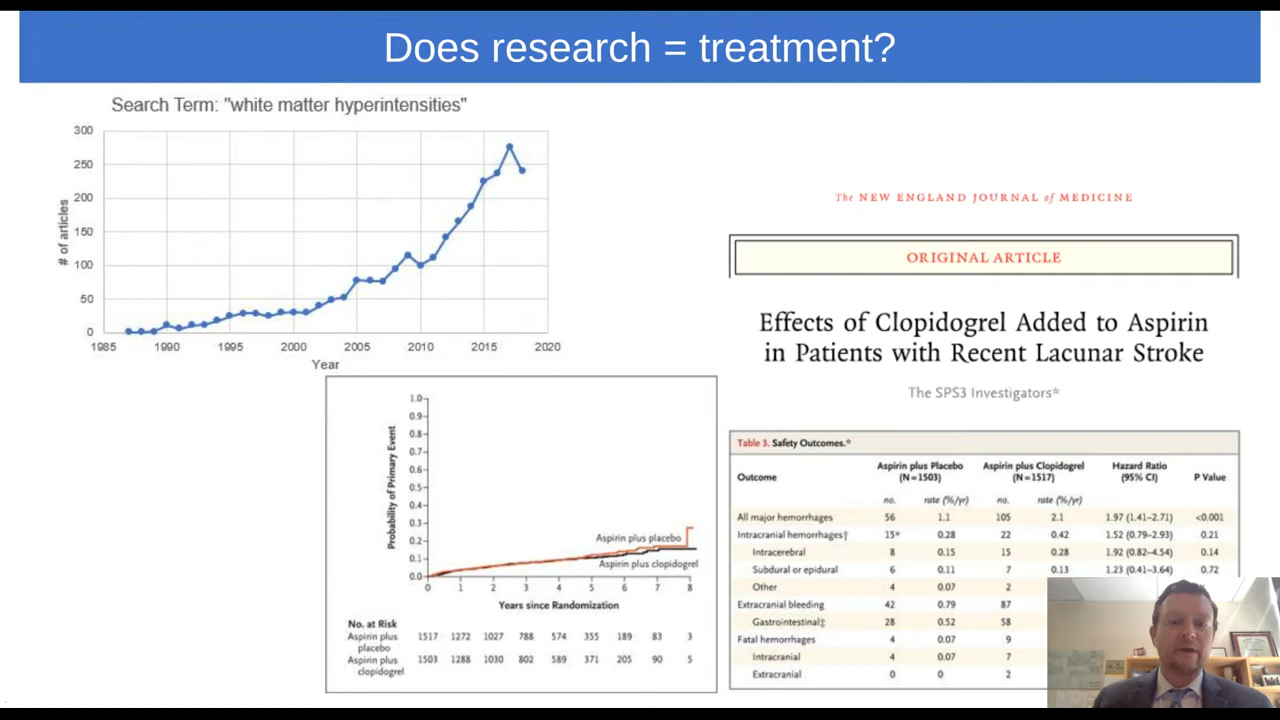 Does research = treatment?
Search Term: "white matter hyperintensities"
300
250
200
150
100
50
0
# of articles
1985 1990 1995 2000 2005 2010 2015 2020
Year
The NEW ENGLAND JOURNAL of MEDICINE
ORIGINAL ARTICLE
Effects of Clopidogrel Added to Aspirin
in Patients with Recent Lacunar Stroke
The SPS3 Investigators*
Probability of Primary Event
1.0
0.9
0.8
0.7
0.6
0.5
0.4
0.3
0.2
0.1
0.0
Aspirin plus placebo
Aspirin plus clopidogrel
0 1 2 3 4 5 6 7 8
Years since Randomization
No. at Risk
Aspirin plus 1517 1272 1027 788 574 355 189 83 3
placebo
Aspirin plus 1503 1288 1030 802 589 371 205 90 5
clopidogrel
Table 3. Safety Outcomes.*
Outcome Aspirin plus Placebo Aspirin plus Clopidogrel Hazard Ratio P Value
(N=1503) (N=1517) (95% CI)
no. rate (%/yr) no. rate (%/yr)
All major hemorrhages 56 1.1 105 2.1 1.97 (1.41–2.71) <0.001
Intracranial hemorrhages† 15* 0.28 22 0.42 1.52 (0.79–2.93) 0.21
Intracerebral 8 0.15 15 0.28 1.92 (0.82–4.54) 0.14
Subdural or epidural 6 0.11 7 0.13 1.23 (0.41–3.64) 0.72
Other 4 0.07 2
Extracranial bleeding 42 0.79 87
Gastrointestinal‡ 28 0.52 58
Fatal hemorrhages 4 0.07 9
Intracranial 4 0.07 7
Extracranial 0 0 2